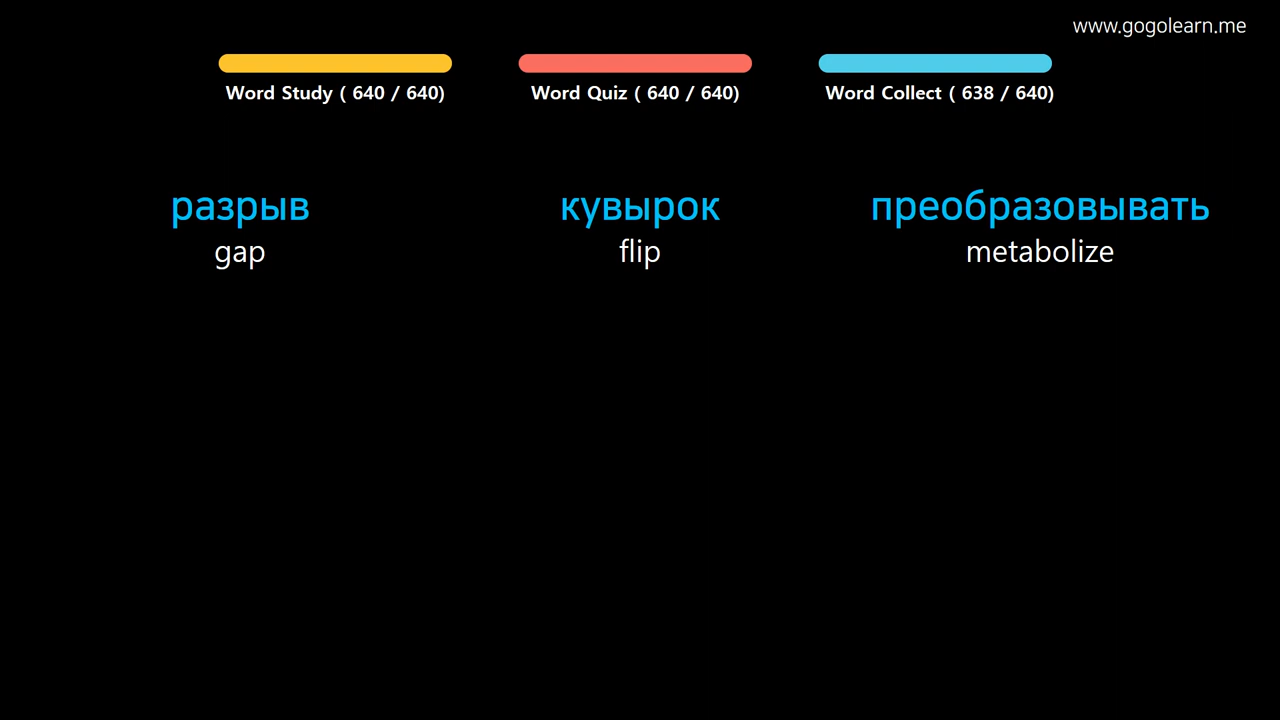 www.gogolearn.me
Word Study ( 640 / 640)
Word Quiz ( 640 / 640)
Word Collect ( 638 / 640)
разрыв
gap
кувырок
flip
преобразовывать
metabolize